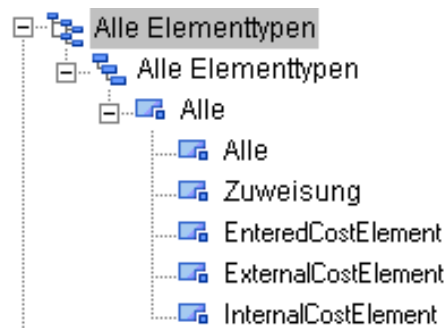 Alle Elementtypen
Alle Elementtypen
Alle
Alle
Zuweisung
EnteredCostElement
ExternalCostElement
InternalCostElement